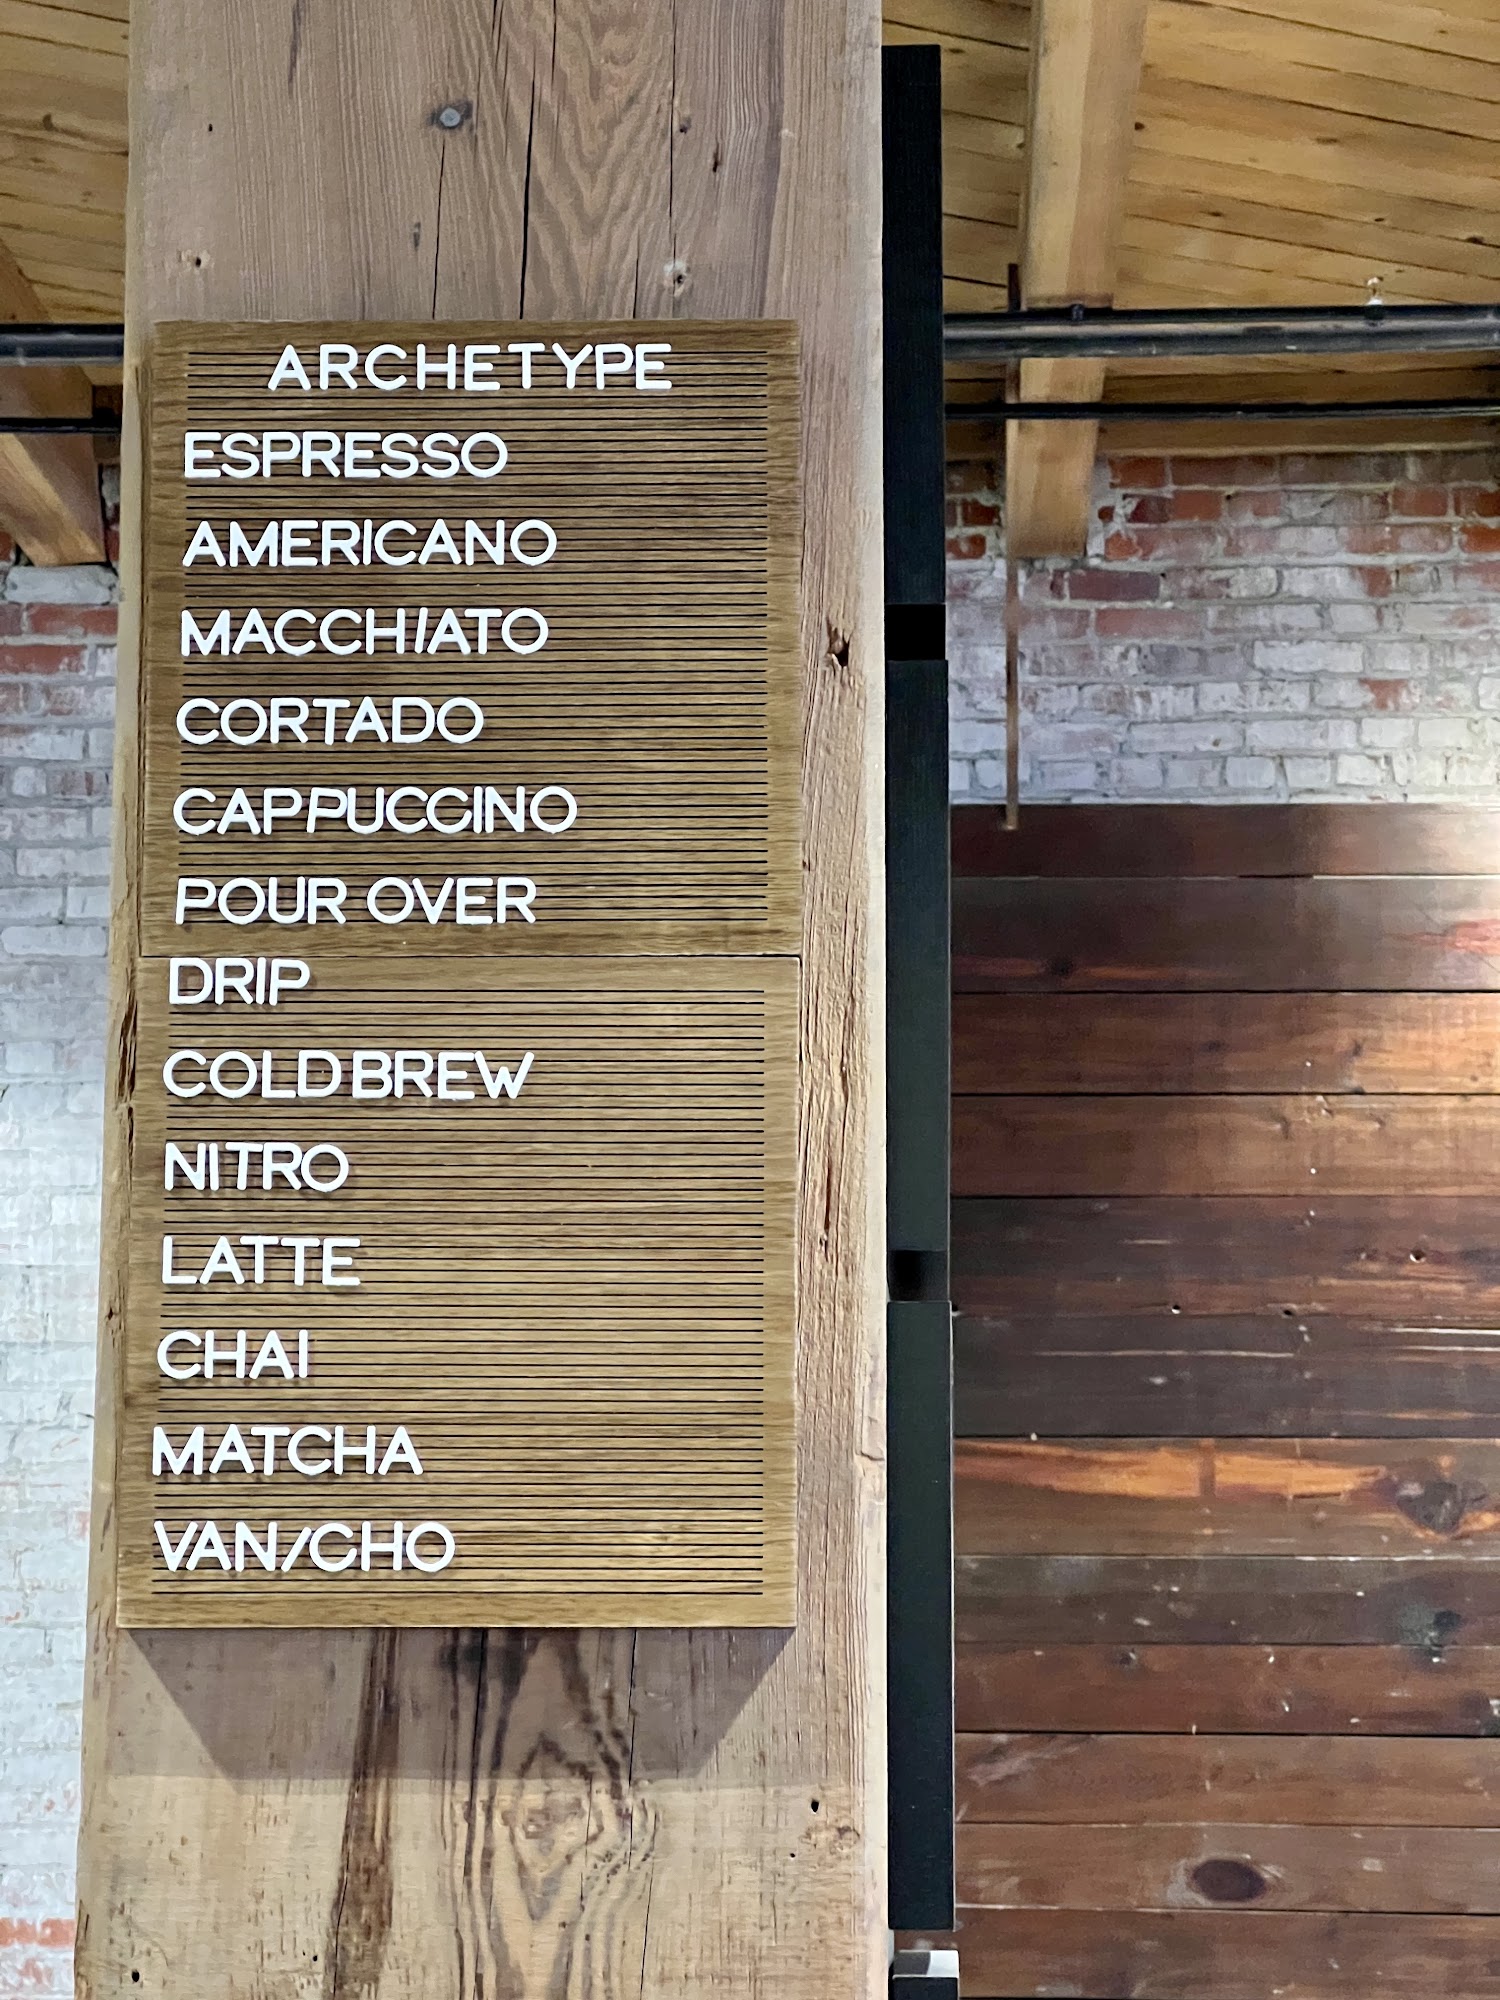 ARCHETYPE
ESPRESSO
AMERICANO
MACCHIATO
CORTADO
CAPPUCCINO
POUR OVER
DRIP
COLD BREW
NITRO
LATTE
CHAI
MATCHA
VAN/CHO